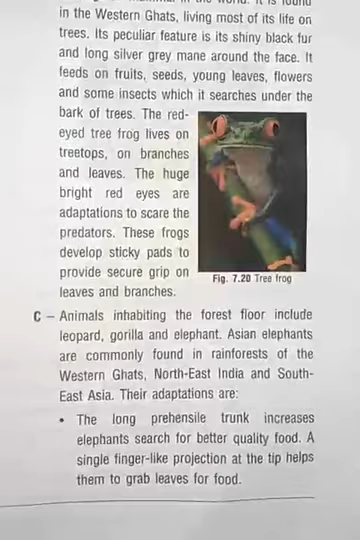 in the Western Ghats, living most of its life on
trees. Its peculiar feature is its shiny black fur
and long silver grey mane around the face. It
feeds on fruits, seeds, young leaves, flowers
and some insects which it searches under the
bark of trees. The red-
eyed tree frog lives on
treetops, on branches
and leaves. The huge
bright red eyes are
adaptations to scare the
predators. These frogs
develop sticky pads to
provide secure grip on
leaves and branches.
Fig. 7.20 Tree frog
C – Animals inhabiting the forest floor include
leopard, gorilla and elephant. Asian elephants
are commonly found in rainforests of the
Western Ghats, North-East India and South-
East Asia. Their adaptations are:
• The long prehensile trunk increases
elephants search for better quality food. A
single finger-like projection at the tip helps
them to grab leaves for food.